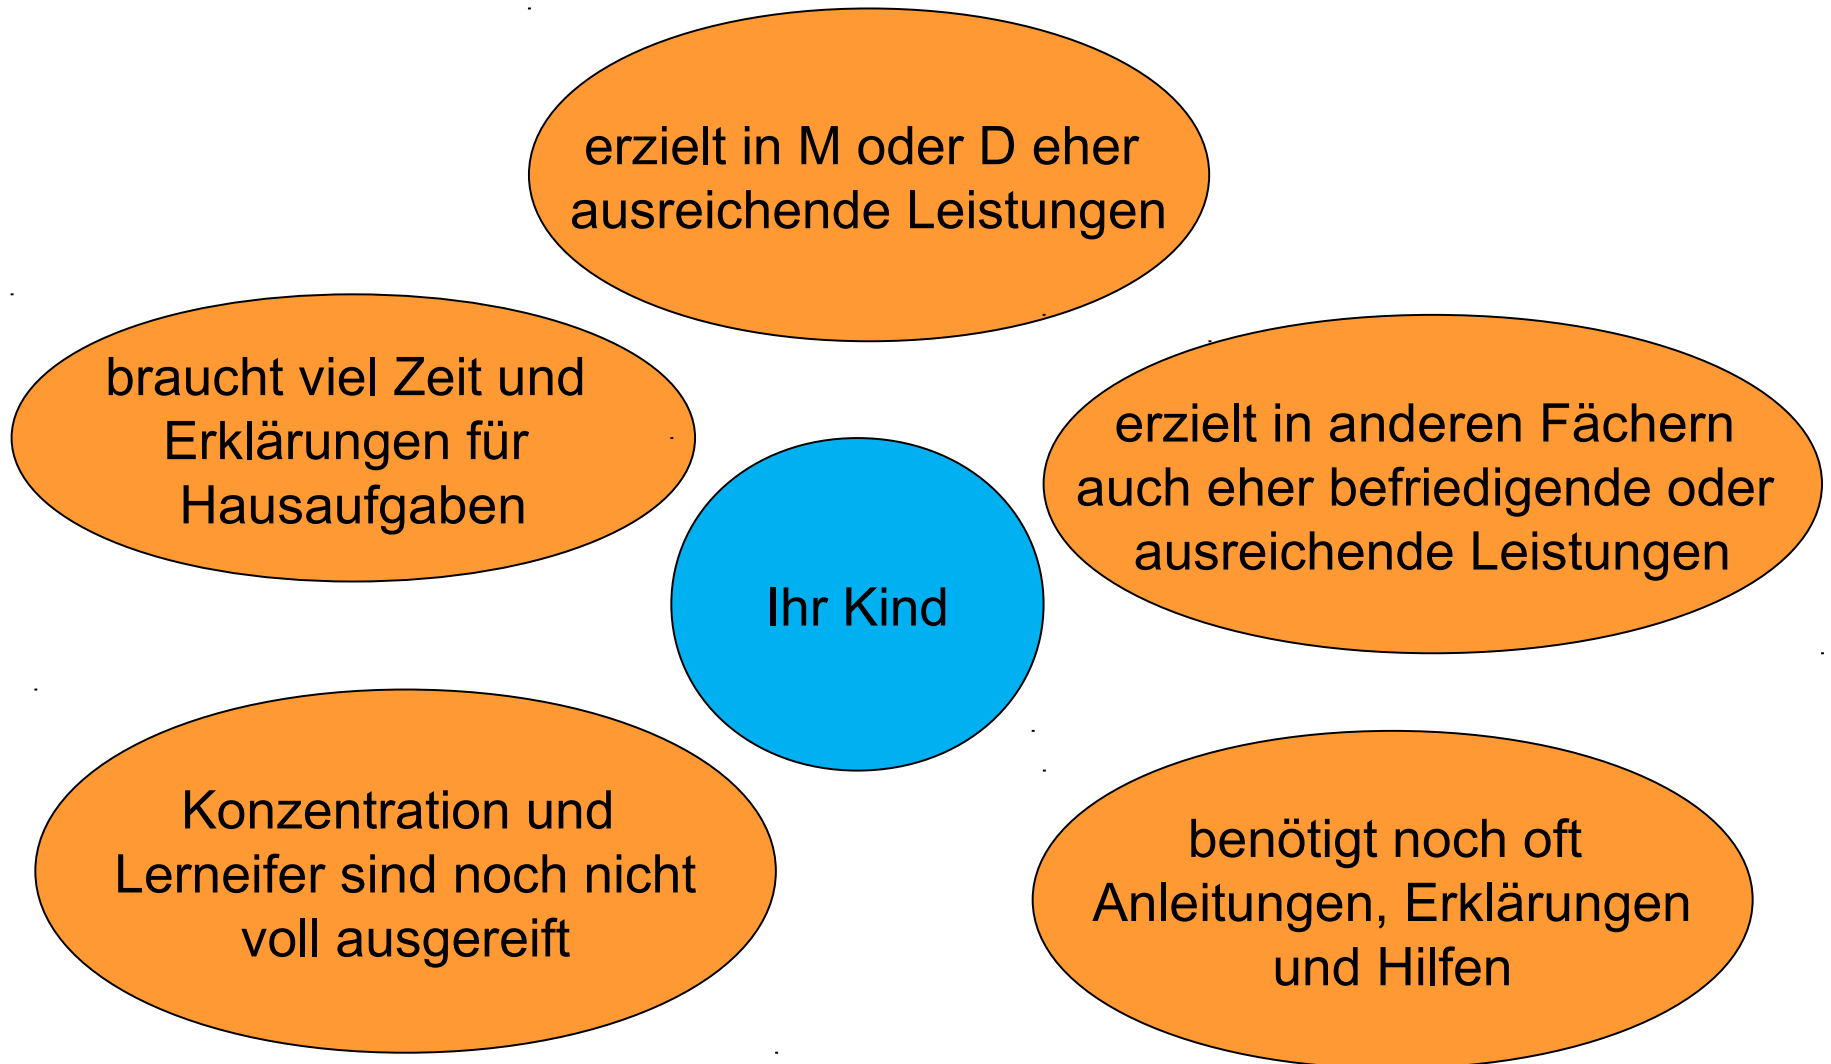 erzielt in M oder D eher
ausreichende Leistungen
braucht viel Zeit und
Erklärungen für
Hausaufgaben
erzielt in anderen Fächern
auch eher befriedigende oder
ausreichende Leistungen
Ihr Kind
Konzentration und
Lerneifer sind noch nicht
voll ausgereift
benötigt noch oft
Anleitungen, Erklärungen
und Hilfen